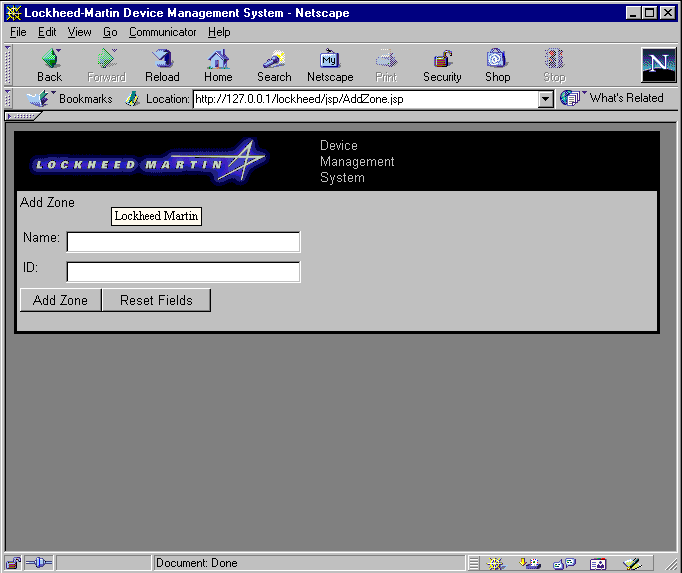 Lockheed-Martin Device Management System - Netscape
File Edit View Go Communicator Help
Back Forward Reload Home Search Netscape Print Security Shop Stop
My
N
Bookmarks Location: http://127.0.0.1/lockheed/jsp/AddZone.jsp What's Related
LOCKHEED MARTIN
Device
Management
System
Add Zone
Lockheed Martin
Name:
ID:
Add Zone Reset Fields
Document: Done